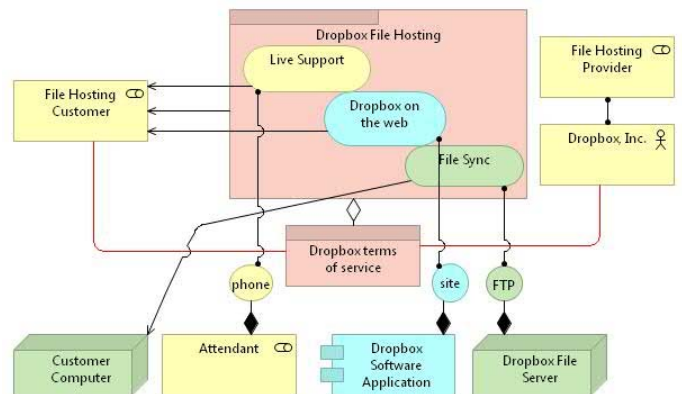 Dropbox File Hosting
Live Support
File Hosting
Provider
File Hosting
Customer
Dropbox on
the web
Dropbox, Inc.
File Sync
Dropbox terms
of service
phone
site
FTP
Customer
Computer
Attendant
Dropbox
Software
Application
Dropbox File
Server